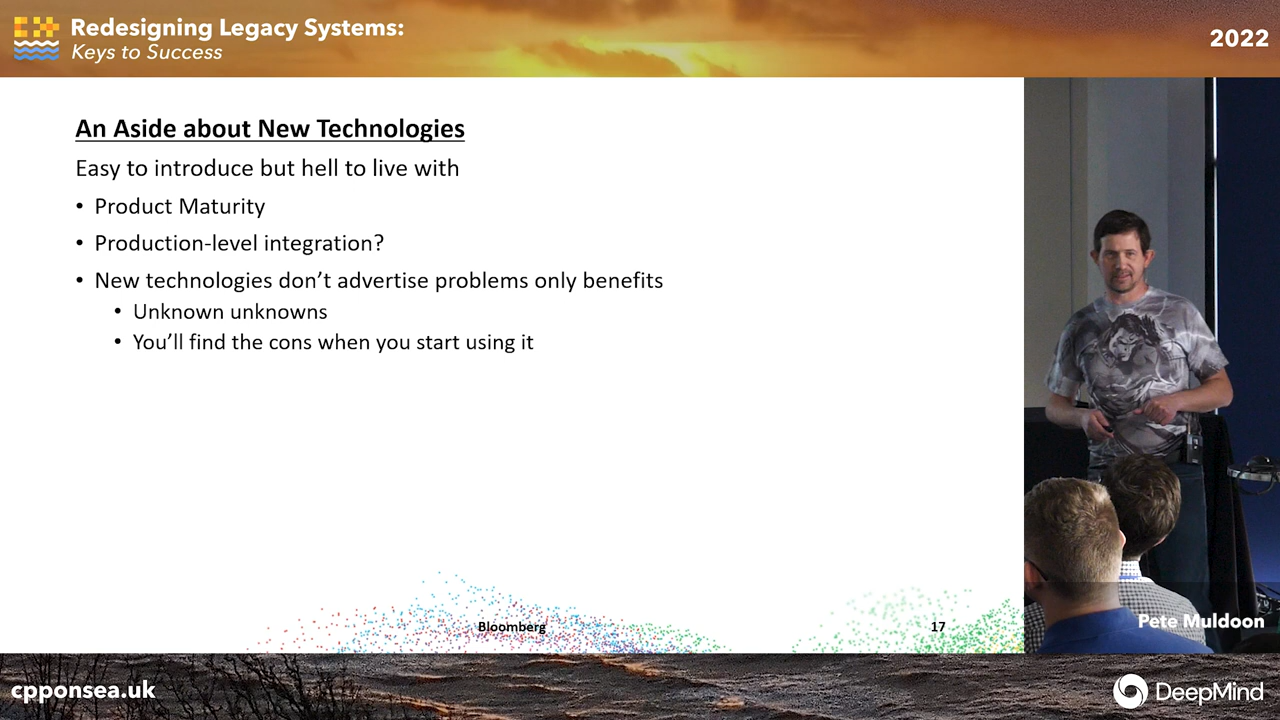 Redesigning Legacy Systems:
Keys to Success
2022
An Aside about New Technologies
Easy to introduce but hell to live with
• Product Maturity
• Production-level integration?
• New technologies don’t advertise problems only benefits
• Unknown unknowns
• You’ll find the cons when you start using it
Bloomberg
17
Pete Muldoon
cpponsea.uk
DeepMind